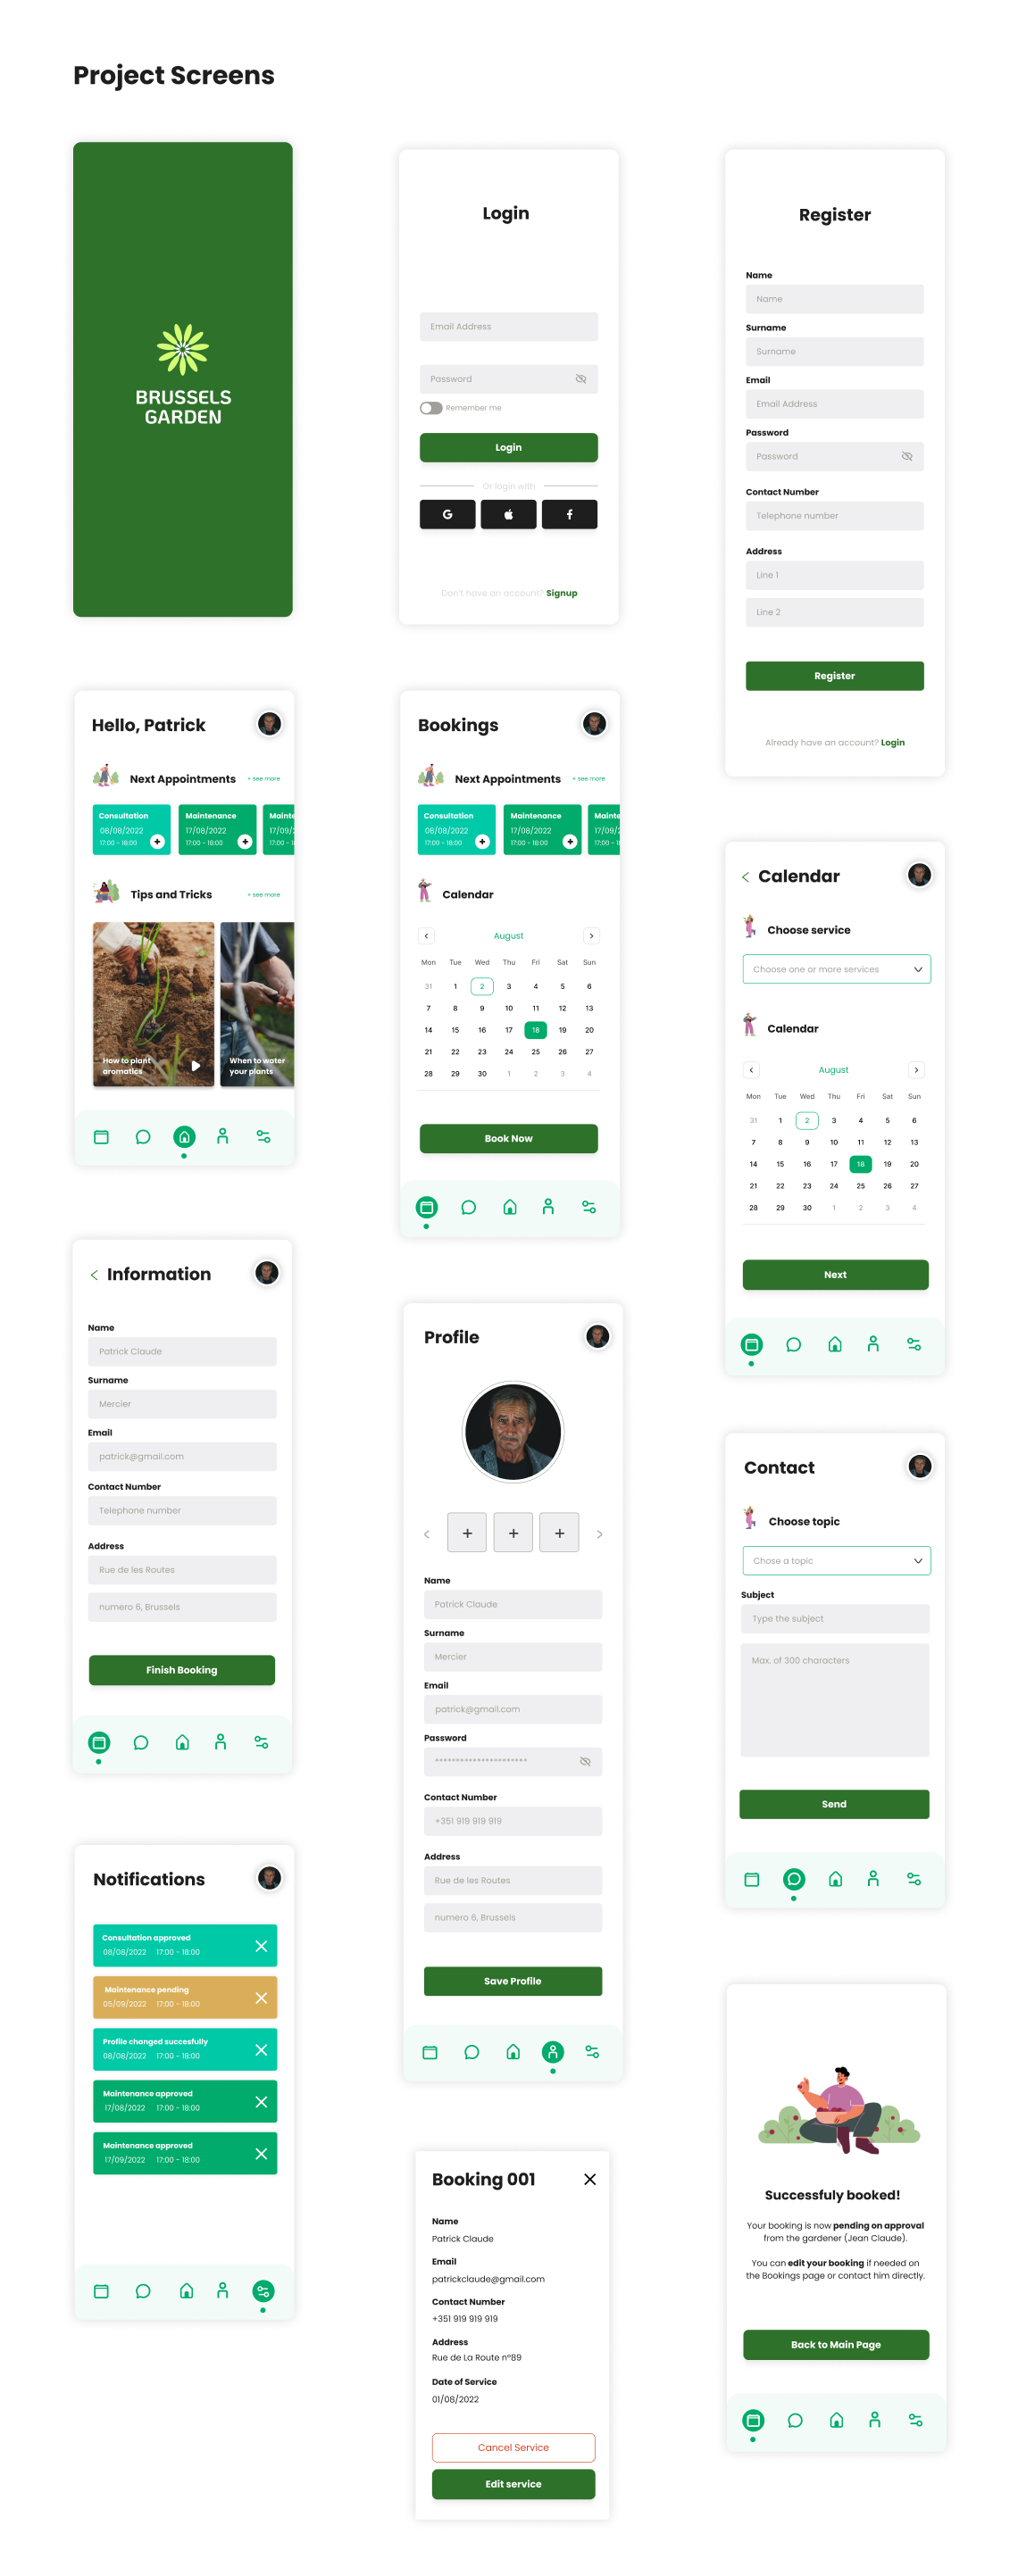 Project Screens
BRUSSELS
GARDEN
Login
Email Address
Password
Remember me
Login
Or login with
Don't have an account? Signup
Register
Name
Name
Surname
Surname
Email
Email Address
Password
Password
Contact Number
Telephone number
Address
Line 1
Line 2
Register
Already have an account? Login
Hello, Patrick
Next Appointments + see more
Consultation
08/08/2022
17:00 - 18:00
Maintenance
17/08/2022
17:00 - 18:00
Mainte
17/09/2
17:00 - 1
Tips and Tricks + see more
How to plant
aromatics
When to water
your plants
Bookings
Next Appointments + see more
Consultation
08/08/2022
17:00 - 18:00
Maintenance
17/08/2022
17:00 - 18:00
Mainte
17/09/2
17:00 - 1
Calendar
August
Mon Tue Wed Thu Fri Sat Sun
31 1 2 3 4 5 6
7 8 9 10 11 12 13
14 15 16 17 18 19 20
21 22 23 24 25 26 27
28 29 30 1 2 3 4
Book Now
Calendar
Choose service
Choose one or more services
Calendar
August
Mon Tue Wed Thu Fri Sat Sun
31 1 2 3 4 5 6
7 8 9 10 11 12 13
14 15 16 17 18 19 20
21 22 23 24 25 26 27
28 29 30 1 2 3 4
Next
Information
Name
Patrick Claude
Surname
Mercier
Email
patrick@gmail.com
Contact Number
Telephone number
Address
Rue de les Routes
numero 6, Brussels
Finish Booking
Profile
Name
Patrick Claude
Surname
Mercier
Email
patrick@gmail.com
Password
**********************
Contact Number
+351 919 919 919
Address
Rue de les Routes
numero 6, Brussels
Save Profile
Contact
Choose topic
Chose a topic
Subject
Type the subject
Max. of 300 characters
Send
Notifications
Consultation approved
08/08/2022 17:00 - 18:00
Maintenance pending
05/09/2022 17:00 - 18:00
Profile changed succesfully
08/08/2022 17:00 - 18:00
Maintenance approved
17/08/2022 17:00 - 18:00
Maintenance approved
17/09/2022 17:00 - 18:00
Booking 001
Name
Patrick Claude
Email
patrickclaude@gmail.com
Contact Number
+351 919 919 919
Address
Rue de La Route nº89
Date of Service
01/08/2022
Cancel Service
Edit service
Successfuly booked!
Your booking is now pending on approval
from the gardener (Jean Claude).
You can edit your booking if needed on
the Bookings page or contact him directly.
Back to Main Page